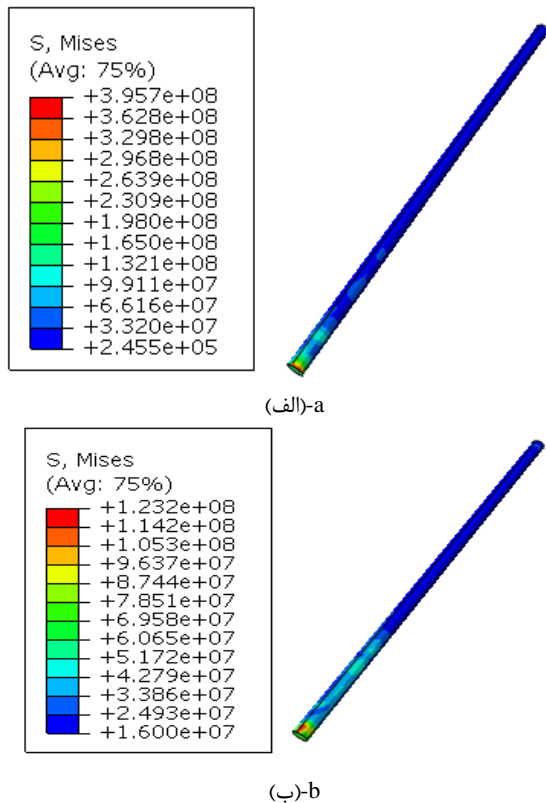 S, Mises
(Avg: 75%)
+3.957e+08
+3.628e+08
+3.298e+08
+2.968e+08
+2.639e+08
+2.309e+08
+1.980e+08
+1.650e+08
+1.321e+08
+9.911e+07
+6.616e+07
+3.320e+07
+2.455e+05
(الف)-a
S, Mises
(Avg: 75%)
+1.232e+08
+1.142e+08
+1.053e+08
+9.637e+07
+8.744e+07
+7.851e+07
+6.958e+07
+6.065e+07
+5.172e+07
+4.279e+07
+3.386e+07
+2.493e+07
+1.600e+07
(ب)-b